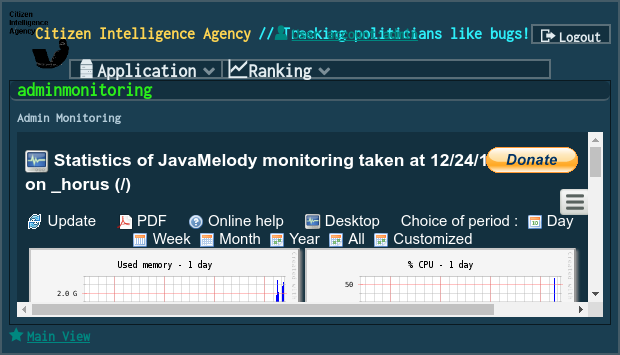 Citizen
Intelligence
Agency
Citizen Intelligence Agency // Tracking politicians like bugs!
Logout
Application
Ranking
adminmonitoring
Admin Monitoring
Statistics of JavaMelody monitoring taken at 12/24/1
Donate
on _horus (/)
Update PDF Online help Desktop Choice of period : Day
Week Month Year All Customized
Used memory - 1 day
% CPU - 1 day
2.0 G
50
Main View